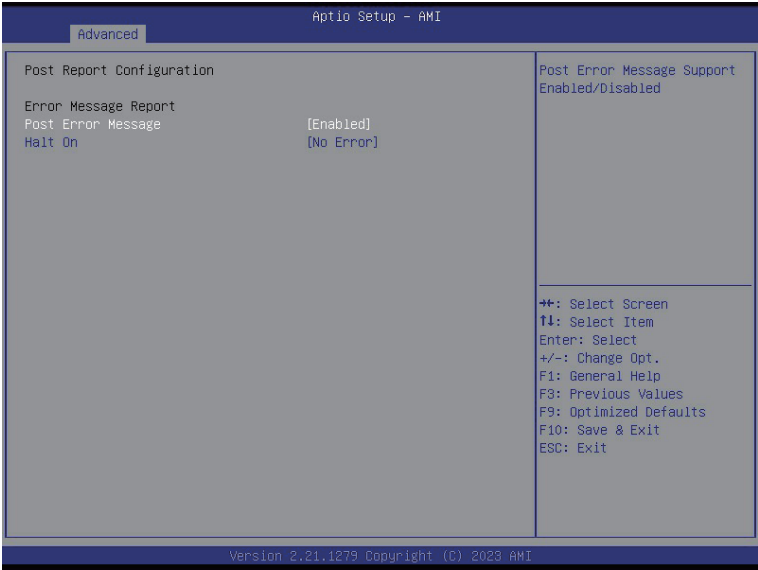 Aptio Setup - AMI
Advanced
Post Report Configuration
Error Message Report
Post Error Message [Enabled]
Halt On [No Error]
Post Error Message Support
Enabled/Disabled
→←: Select Screen
↑↓: Select Item
Enter: Select
+/-: Change Opt.
F1: General Help
F3: Previous Values
F9: Optimized Defaults
F10: Save & Exit
ESC: Exit
Version 2.21.1279 Copyright (C) 2023 AMI